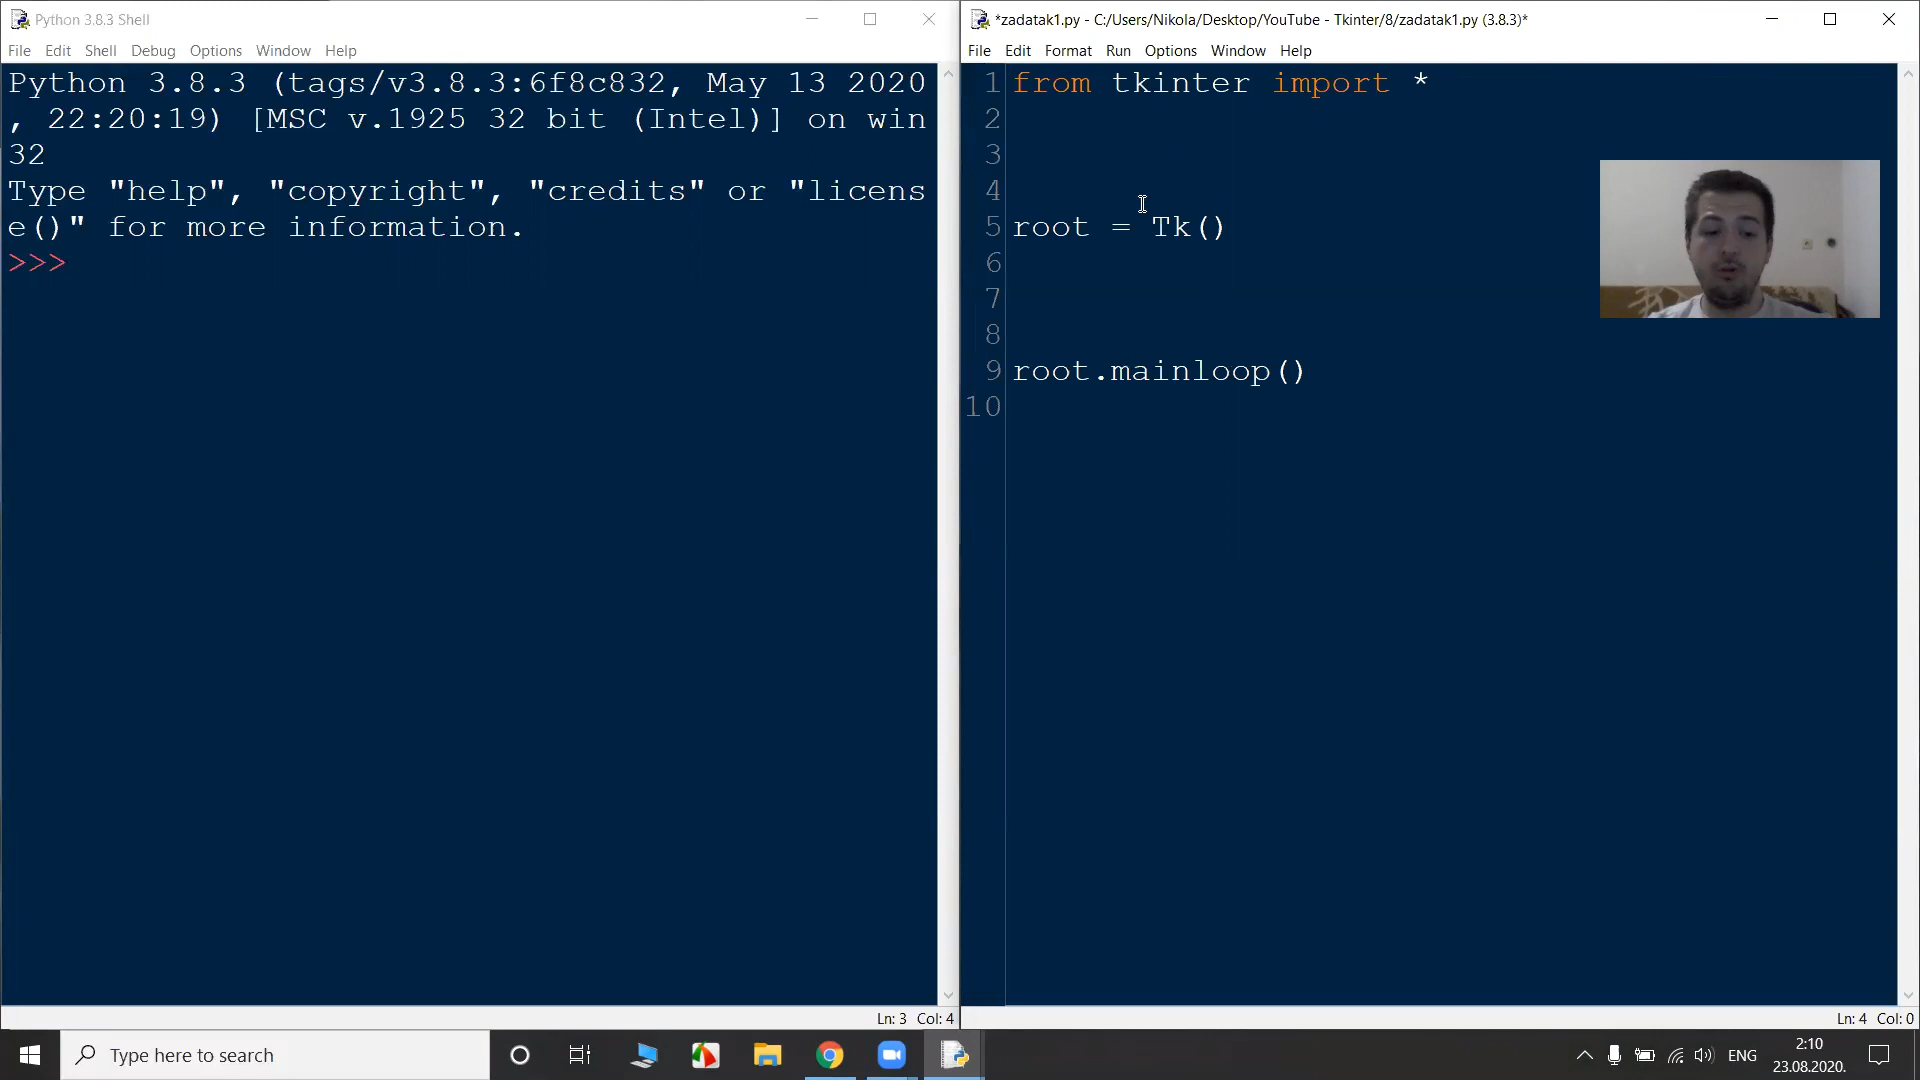 Python 3.8.3 Shell
File Edit Shell Debug Options Window Help
Python 3.8.3 (tags/v3.8.3:6f8c832, May 13 2020
, 22:20:19) [MSC v.1925 32 bit (Intel)] on win
32
Type "help", "copyright", "credits" or "licens
e()" for more information.
>>>
Ln: 3 Col: 4
*zadatak1.py - C:/Users/Nikola/Desktop/YouTube - Tkinter/8/zadatak1.py (3.8.3)*
File Edit Format Run Options Window Help
1 from tkinter import *
2
3
4
5 root = Tk()
6
7
8
9 root.mainloop()
10
Ln: 4 Col: 0
Type here to search
ENG
2:10
23.08.2020.